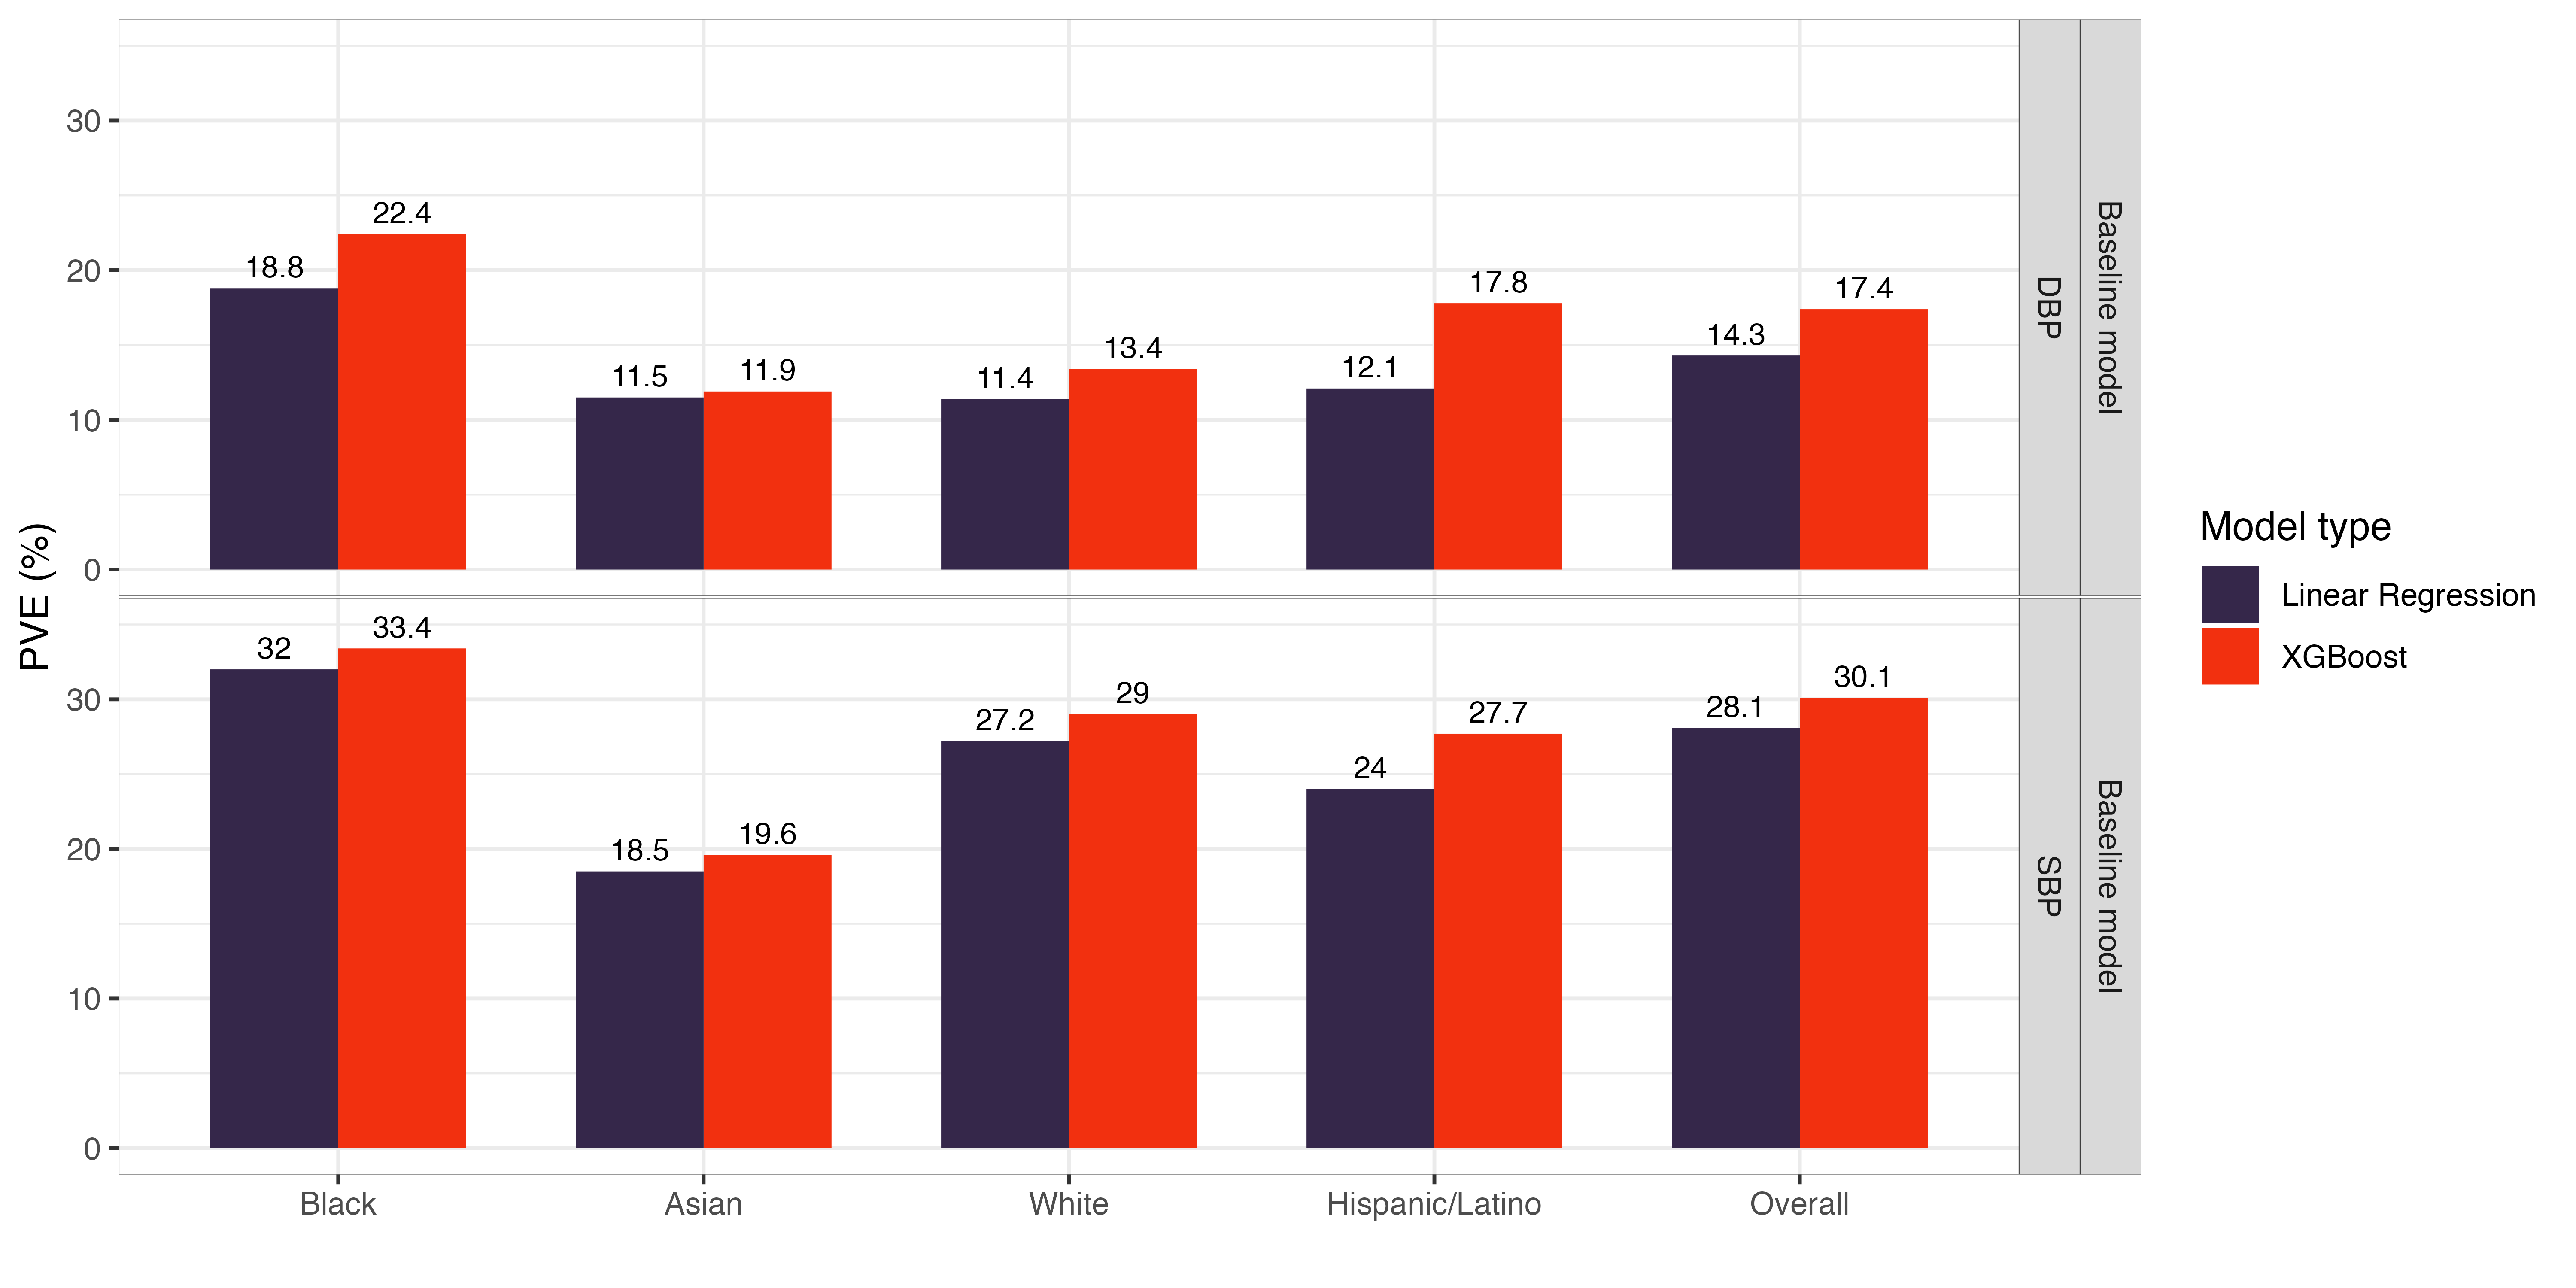 PVE (%)
30
20
10
0
18.8
22.4
11.5
11.9
11.4
13.4
12.1
17.8
14.3
17.4
DBP
Baseline model
30
20
10
0
32
33.4
18.5
19.6
27.2
29
24
27.7
28.1
30.1
SBP
Baseline model
Black
Asian
White
Hispanic/Latino
Overall
Model type
Linear Regression
XGBoost